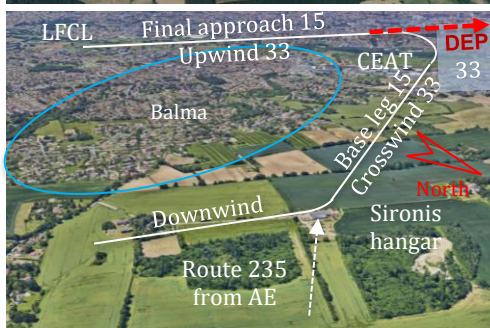 LFCL
Final approach 15
Upwind 33
DEP
33
CEAT
Balma
Base leg 15
Crosswind 33
North
Downwind
Sironis
hangar
Route 235
from AE